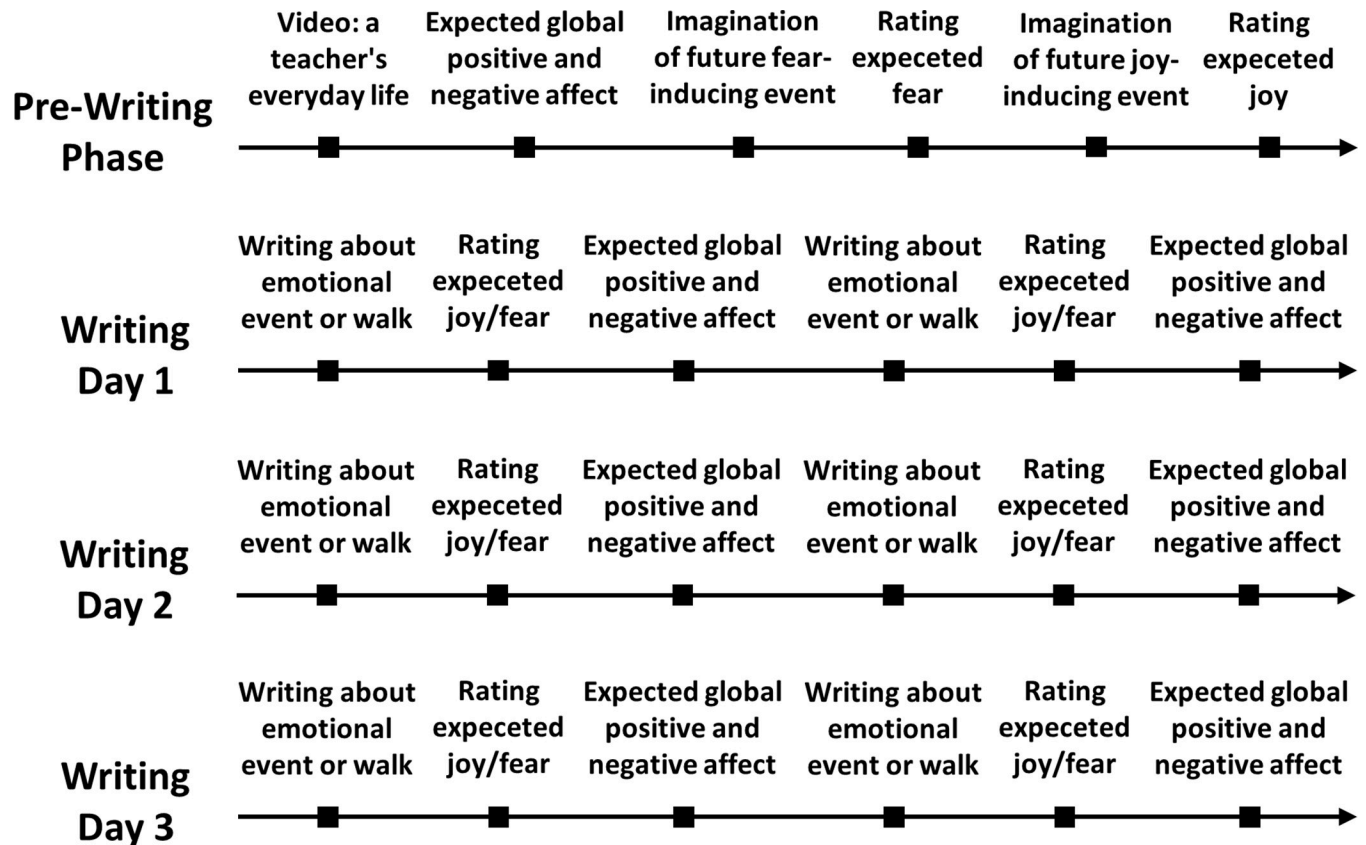 Pre-Writing
Phase
Video: a
teacher's
everyday life
Expected global
positive and
negative affect
Imagination
of future fear-
inducing event
Rating
expeceted
fear
Imagination
of future joy-
inducing event
Rating
expeceted
joy
Writing
Day 1
Writing about
emotional
event or walk
Rating
expeceted
joy/fear
Expected global
positive and
negative affect
Writing about
emotional
event or walk
Rating
expeceted
joy/fear
Expected global
positive and
negative affect
Writing
Day 2
Writing about
emotional
event or walk
Rating
expeceted
joy/fear
Expected global
positive and
negative affect
Writing about
emotional
event or walk
Rating
expeceted
joy/fear
Expected global
positive and
negative affect
Writing
Day 3
Writing about
emotional
event or walk
Rating
expeceted
joy/fear
Expected global
positive and
negative affect
Writing about
emotional
event or walk
Rating
expeceted
joy/fear
Expected global
positive and
negative affect